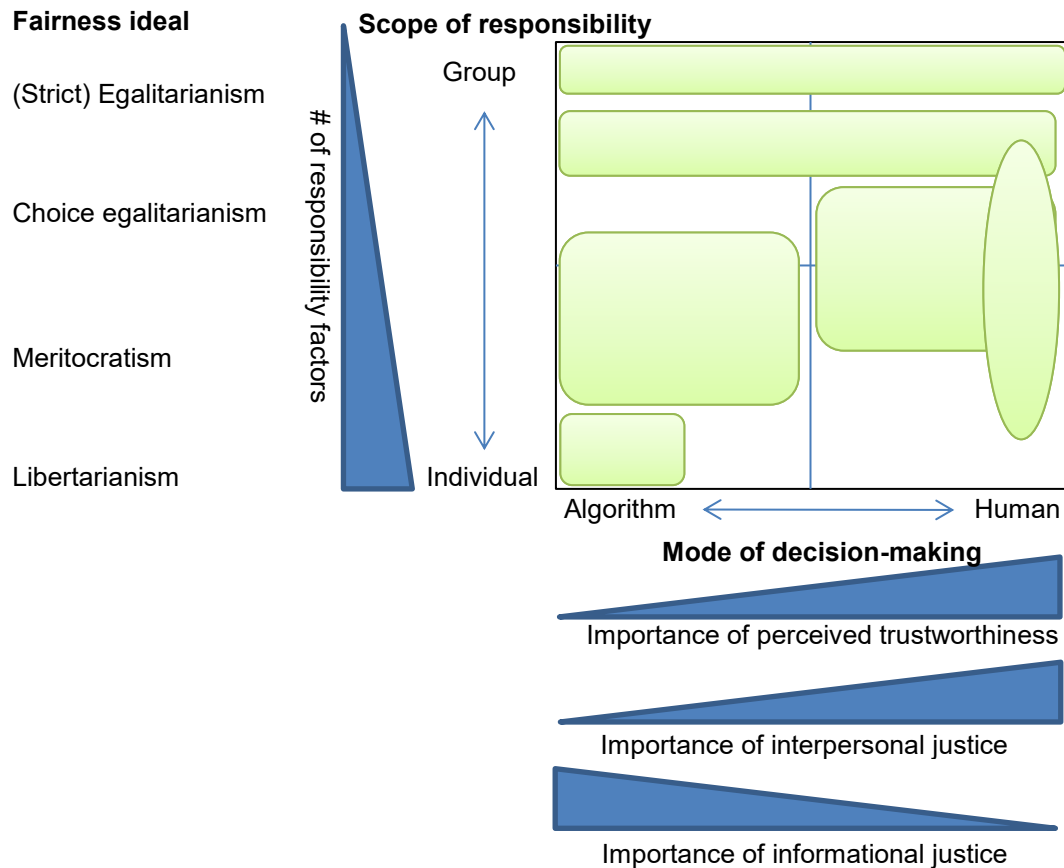 Fairness ideal
Scope of responsibility
(Strict) Egalitarianism
Choice egalitarianism
Meritocratism
Libertarianism
# of responsibility factors
Group
Individual
Algorithm
Human
Mode of decision-making
Importance of perceived trustworthiness
Importance of interpersonal justice
Importance of informational justice